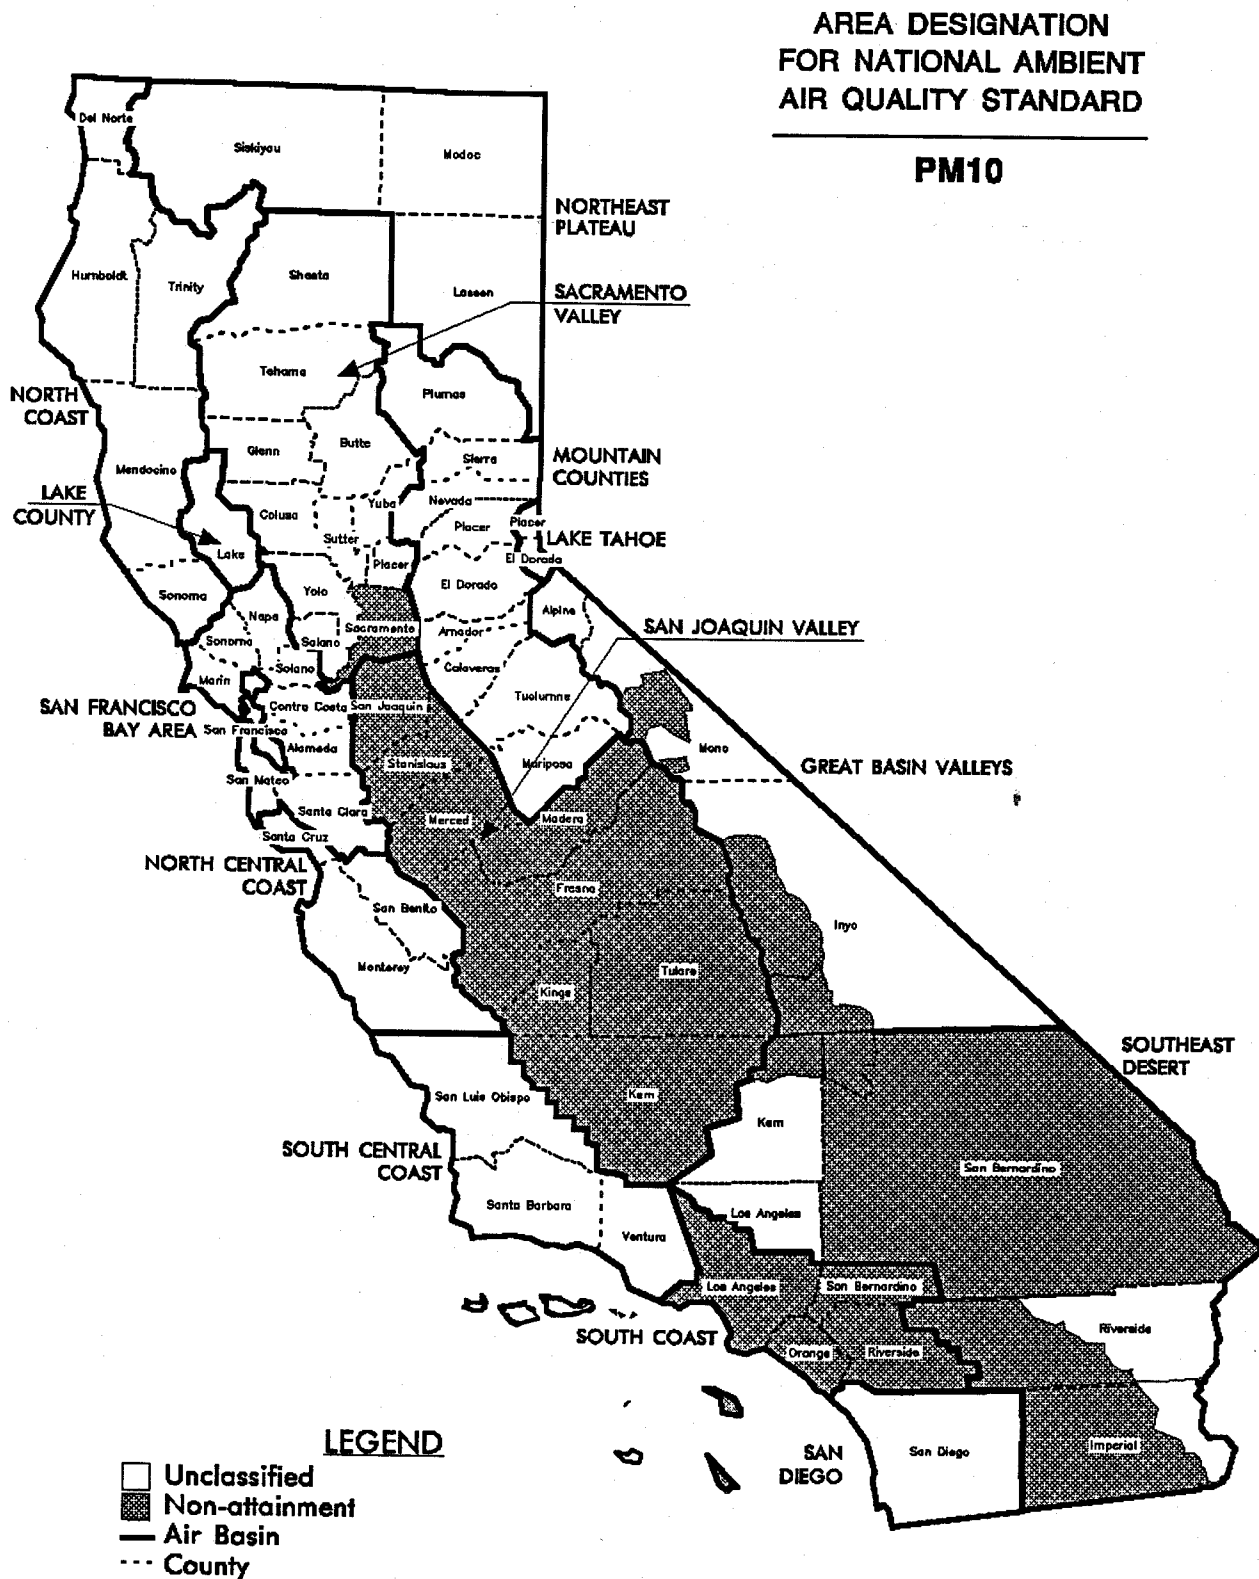 AREA DESIGNATION
FOR NATIONAL AMBIENT
AIR QUALITY STANDARD
PM10
Del Norte
Siskiyou
Modoc
NORTHEAST
PLATEAU
Humboldt
Trinity
Shasta
Lassen
SACRAMENTO
VALLEY
Tehama
Plumas
NORTH
COAST
Butte
Glenn
Sierra
MOUNTAIN
COUNTIES
Mendocino
LAKE
COUNTY
Colusa
Yuba
Nevada
Placer
Placer
LAKE TAHOE
Sutter
Lake
Placer
El Dorado
El Dorado
Sonoma
Yolo
Napa
Alpine
Sacramento
Amador
SAN JOAQUIN VALLEY
Sonoma
Solano
Solano
Calaveras
Marin
Tuolumne
SAN FRANCISCO
BAY AREA
Contra Costa
San Joaquin
San Francisco
Alameda
Stanislaus
Mariposa
Mono
GREAT BASIN VALLEYS
San Mateo
Santa Clara
Merced
Madera
Santa Cruz
NORTH CENTRAL
COAST
Fresno
San Benito
Inyo
Monterey
Tulare
Kings
SOUTHEAST
DESERT
San Luis Obispo
Kern
Kern
SOUTH CENTRAL
COAST
San Bernardino
Santa Barbara
Los Angeles
Ventura
Los Angeles
San Bernardino
SOUTH COAST
Orange
Riverside
Riverside
SAN
DIEGO
San Diego
Imperial
LEGEND
Unclassified
Non-attainment
Air Basin
County